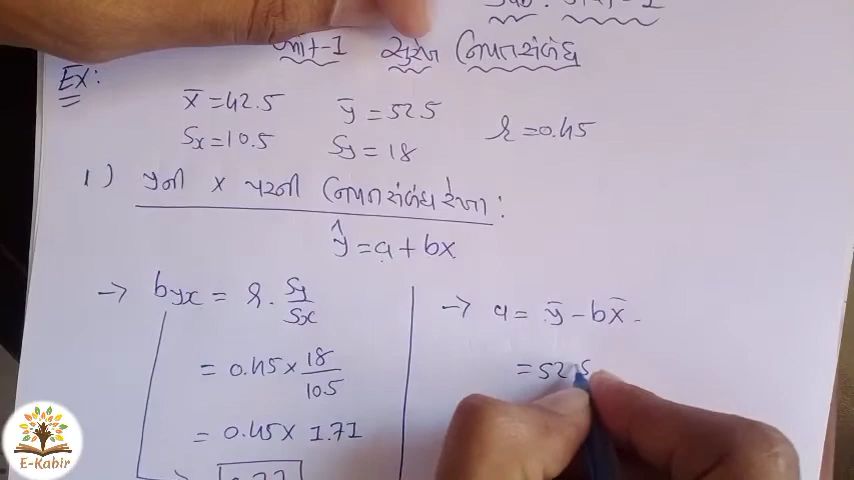 સુરેખ નિયતસંબંધ
Ex:
x̄ = 42.5 ȳ = 52.5 r = 0.45
Sx = 10.5 Sy = 18
1) yની x પરની નિયતસંબંધ રેખા:
ŷ = a + bx
→ byx = r. Sy/Sx → a = ȳ - bx̄
= 0.45 × 18/10.5 = 52.5
= 0.45 × 1.71
E-Kabir